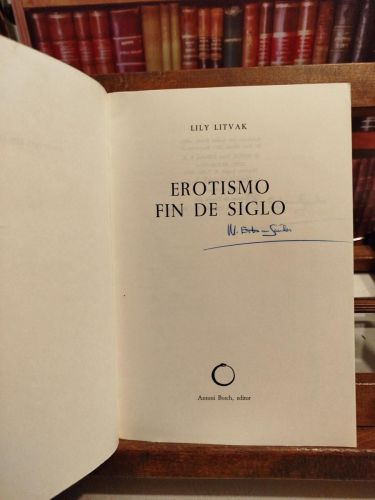 LILY LITVAK
EROTISMO
FIN DE SIGLO
Antoni Bosch, editor